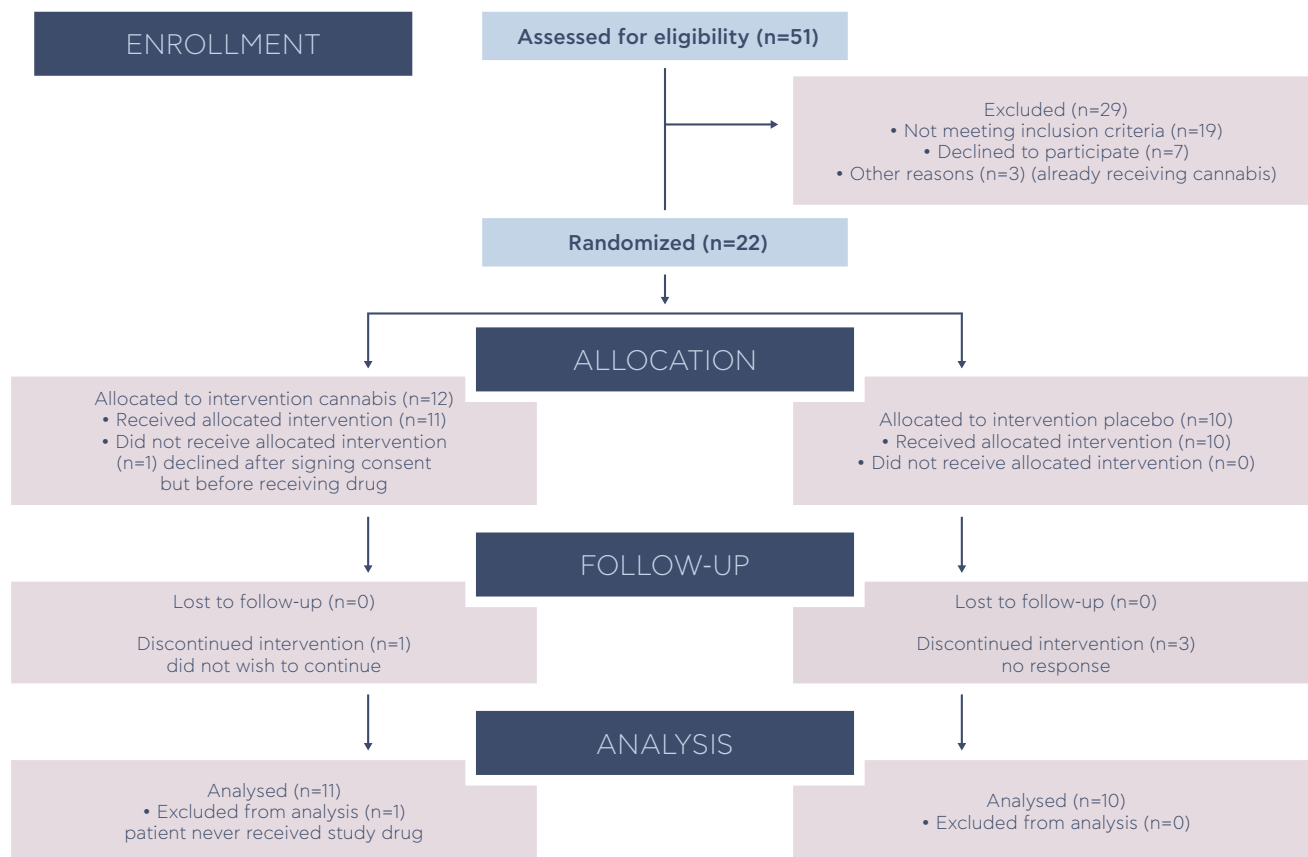 ENROLLMENT
Assessed for eligibility (n=51)
Excluded (n=29)
• Not meeting inclusion criteria (n=19)
• Declined to participate (n=7)
• Other reasons (n=3) (already receiving cannabis)
Randomized (n=22)
ALLOCATION
Allocated to intervention cannabis (n=12)
• Received allocated intervention (n=11)
• Did not receive allocated intervention
(n=1) declined after signing consent
but before receiving drug
Allocated to intervention placebo (n=10)
• Received allocated intervention (n=10)
• Did not receive allocated intervention (n=0)
FOLLOW-UP
Lost to follow-up (n=0)
Discontinued intervention (n=1)
did not wish to continue
Lost to follow-up (n=0)
Discontinued intervention (n=3)
no response
ANALYSIS
Analysed (n=11)
• Excluded from analysis (n=1)
patient never received study drug
Analysed (n=10)
• Excluded from analysis (n=0)